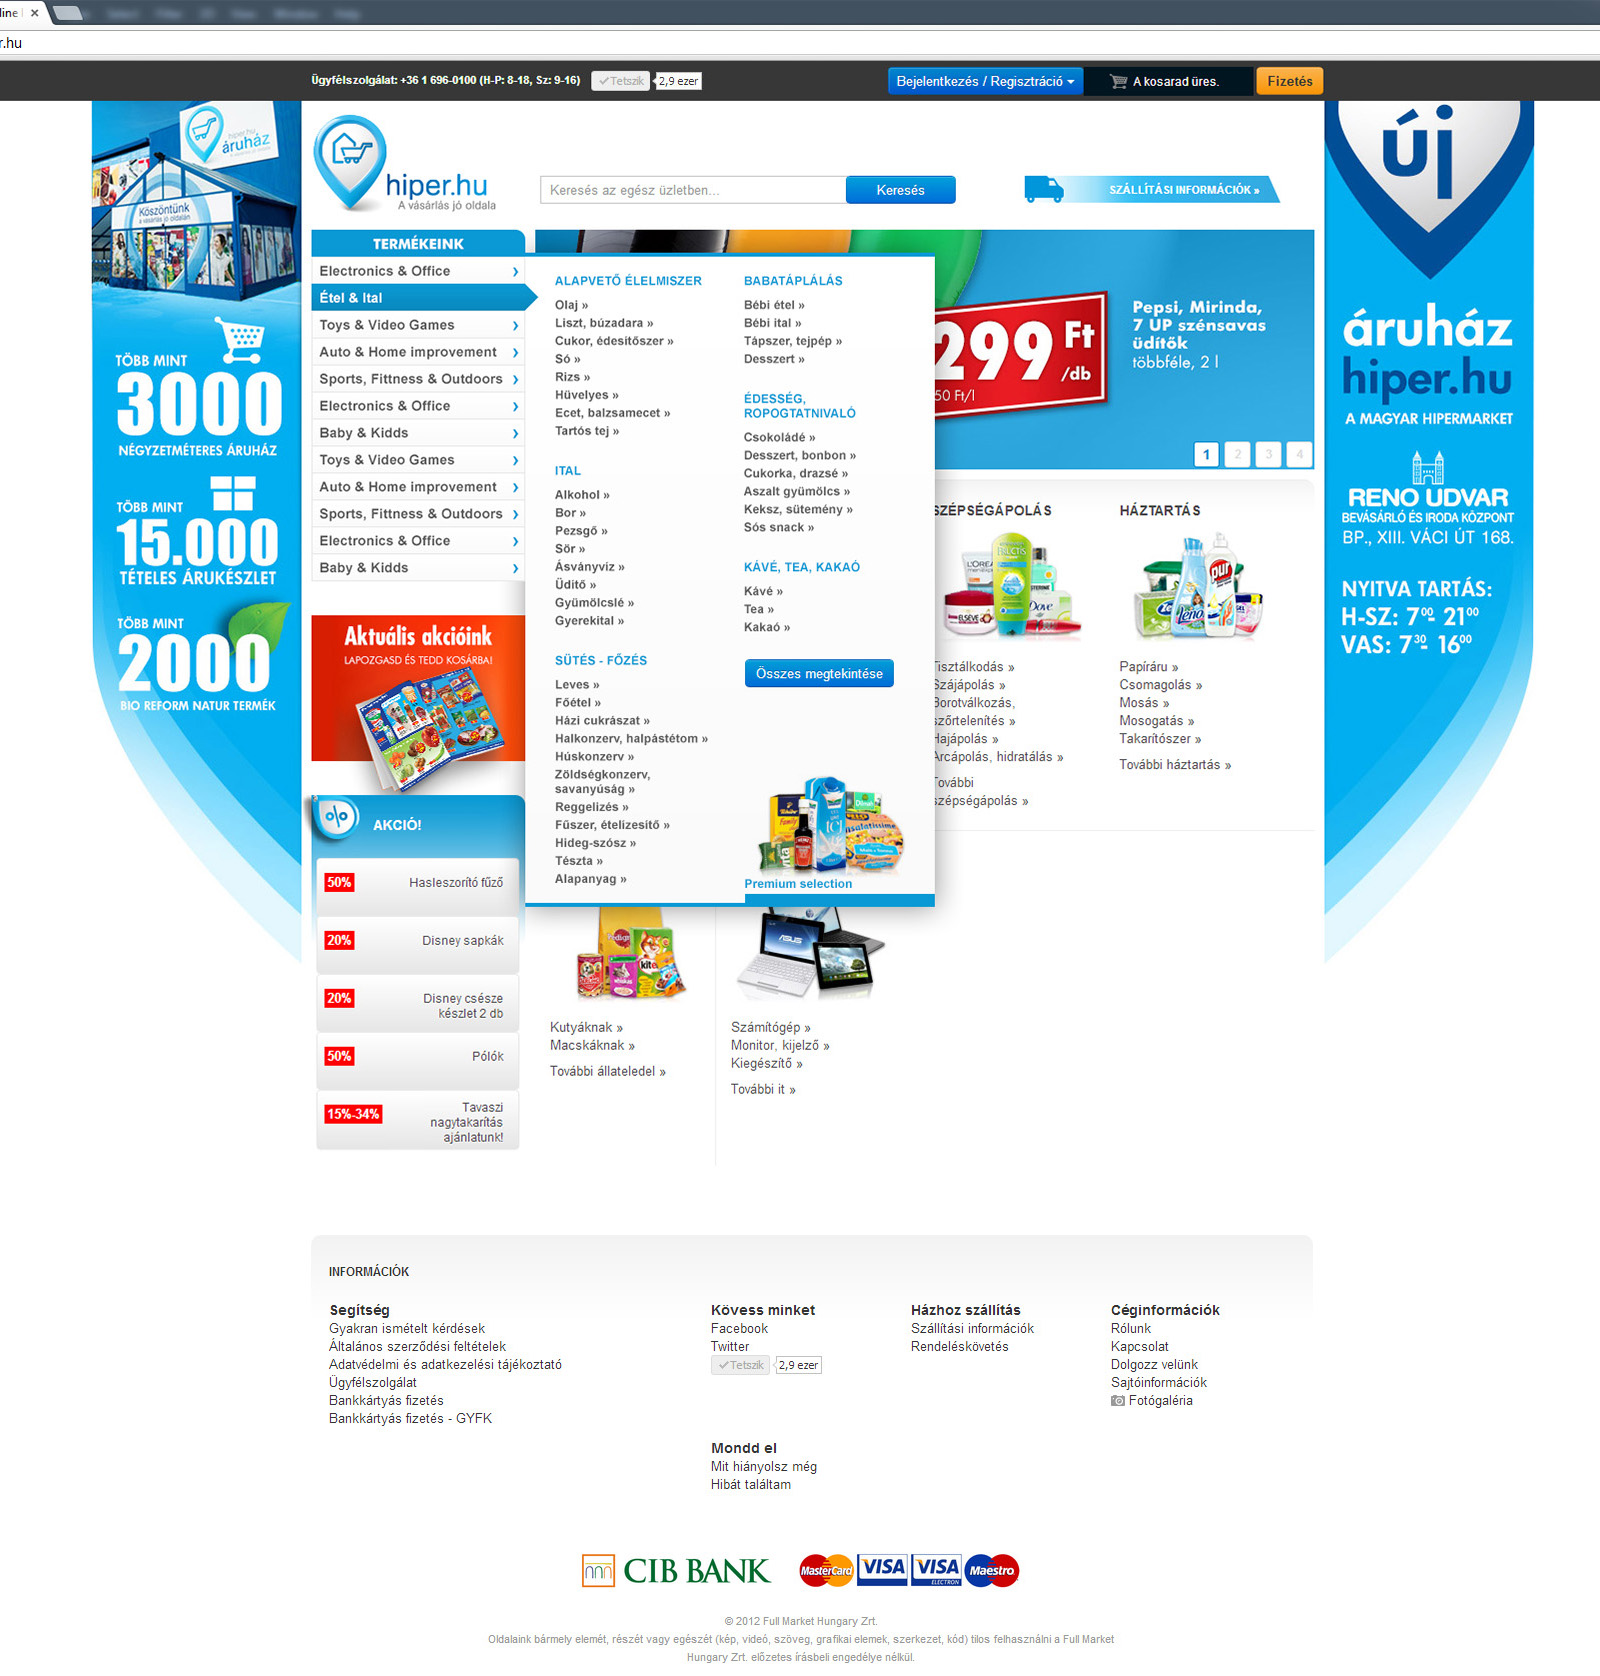 line
r.hu
Ügyfélszolgálat: +36 1 696-0100 (H-P: 8-18, Sz: 9-16)
Tetszik
2,9 ezer
Bejelentkezés / Regisztráció
A kosarad üres.
Fizetés
hiper.hu
áruház
Köszöntünk
a vásárlás jó oldalán
TÖBB MINT
3000
NÉGYZETMÉTERES ÁRUHÁZ
TÖBB MINT
15.000
TÉTELES ÁRUKÉSZLET
TÖBB MINT
2000
BIO REFORM NATUR TERMÉK
hiper.hu
A vásárlás jó oldala
Keresés az egész üzletben...
Keresés
SZÁLLÍTÁSI INFORMÁCIÓK »
TERMÉKEINK
Electronics & Office
Étel & Ital
Toys & Video Games
Auto & Home improvement
Sports, Fittness & Outdoors
Electronics & Office
Baby & Kidds
Toys & Video Games
Auto & Home improvement
Sports, Fittness & Outdoors
Electronics & Office
Baby & Kidds
ALAPVETŐ ÉLELMISZER
Olaj »
Liszt, búzadara »
Cukor, édesitőszer »
Só »
Rizs »
Hüvelyes »
Ecet, balzsamecet »
Tartós tej »
ITAL
Alkohol »
Bor »
Pezsgő »
Sör »
Ásványvíz »
Üditő »
Gyümölcslé »
Gyerekital »
SÜTÉS - FŐZÉS
Leves »
Főétel »
Házi cukrászat »
Halkonzerv, halpástétom »
Húskonzerv »
Zöldségkonzerv,
savanyúság »
Reggelizés »
Fűszer, ételízesitő »
Hideg-szósz »
Tészta »
Alapanyag »
BABATÁPLÁLÁS
Bébi étel »
Bébi ital »
Tápszer, tejpép »
Desszert »
ÉDESSÉG,
ROPOGTATNIVALÓ
Csokoládé »
Desszert, bonbon »
Cukorka, drazsé »
Aszalt gyümölcs »
Keksz, sütemény »
Sós snack »
KÁVÉ, TEA, KAKAÓ
Kávé »
Tea »
Kakaó »
Összes megtekintése
Premium selection
299 Ft
/db
50 Ft/l
Pepsi, Mirinda,
7 UP szénsavas
üdítők
többféle, 2 l
1 2 3 4
SZÉPSÉGÁPOLÁS
Tisztálkodás »
Szájápolás »
Borotválkozás,
szőrtelenítés »
Hajápolás »
Arcápolás, hidratálás »
További
szépségápolás »
HÁZTARTÁS
Papíráru »
Csomagolás »
Mosás »
Mosogatás »
Takarítószer »
További háztartás »
Aktuális akcióink
LAPOZGASD ÉS TEDD KOSÁRBA!
%
AKCIÓ!
50% Hasleszorító fűző
20% Disney sapkák
20% Disney csésze
készlet 2 db
50% Pólók
15%-34% Tavaszi
nagytakarítás
ajánlatunk!
Kutyáknak »
Macskáknak »
További állateledel »
ASUS
Számítógép »
Monitor, kijelző »
Kiegészítő »
További it »
új
áruház
hiper.hu
A MAGYAR HIPERMARKET
RENO UDVAR
BEVÁSÁRLÓ ÉS IRODA KÖZPONT
BP., XIII. VÁCI ÚT 168.
NYITVA TARTÁS:
H-SZ: 7⁰⁰- 21⁰⁰
VAS: 7³⁰- 16⁰⁰
INFORMÁCIÓK
Segítség
Gyakran ismételt kérdések
Általános szerződési feltételek
Adatvédelmi és adatkezelési tájékoztató
Ügyfélszolgálat
Bankkártyás fizetés
Bankkártyás fizetés - GYFK
Kövess minket
Facebook
Twitter
Tetszik
2,9 ezer
Mondd el
Mit hiányolsz még
Hibát találtam
Házhoz szállítás
Szállítási információk
Rendeléskövetés
Céginformációk
Rólunk
Kapcsolat
Dolgozz velünk
Sajtóinformációk
Fotógaléria
CIB BANK
MasterCard
VISA
VISA
ELECTRON
Maestro
© 2012 Full Market Hungary Zrt.
Oldalaink bármely elemét, részét vagy egészét (kép, videó, szöveg, grafikai elemek, szerkezet, kód) tilos felhasználni a Full Market
Hungary Zrt. előzetes írásbeli engedélye nélkül.